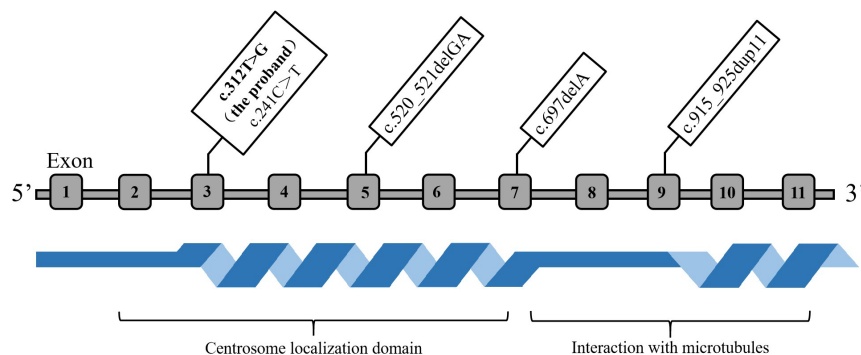 c.312T>G
（the proband）
c.241C＞T
c.520_521delGA
c.697delA
c.915_925dup11
Exon
5’ 1 2 3 4 5 6 7 8 9 10 11 3’
Centrosome localization domain
Interaction with microtubules